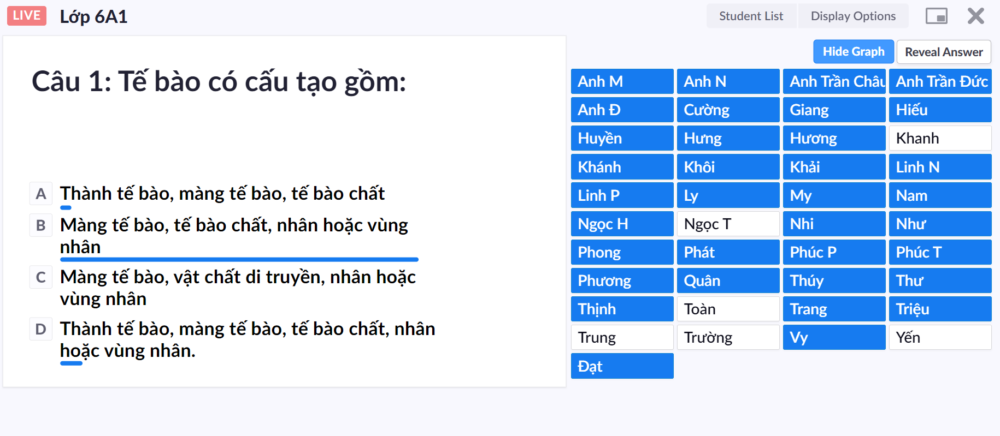 LIVE
Lớp 6A1
Student List
Display Options
Hide Graph
Reveal Answer
Câu 1: Tế bào có cấu tạo gồm:
A Thành tế bào, màng tế bào, tế bào chất
B Màng tế bào, tế bào chất, nhân hoặc vùng
nhân
C Màng tế bào, vật chất di truyền, nhân hoặc
vùng nhân
D Thành tế bào, màng tế bào, tế bào chất, nhân
hoặc vùng nhân.
Anh M Anh N Anh Trần Châu Anh Trần Đức
Anh Đ Cường Giang Hiếu
Huyền Hưng Hương Khanh
Khánh Khôi Khải Linh N
Linh P Ly My Nam
Ngọc H Ngọc T Nhi Như
Phong Phát Phúc P Phúc T
Phương Quân Thúy Thư
Thịnh Toàn Trang Triệu
Trung Trường Vy Yến
Đạt